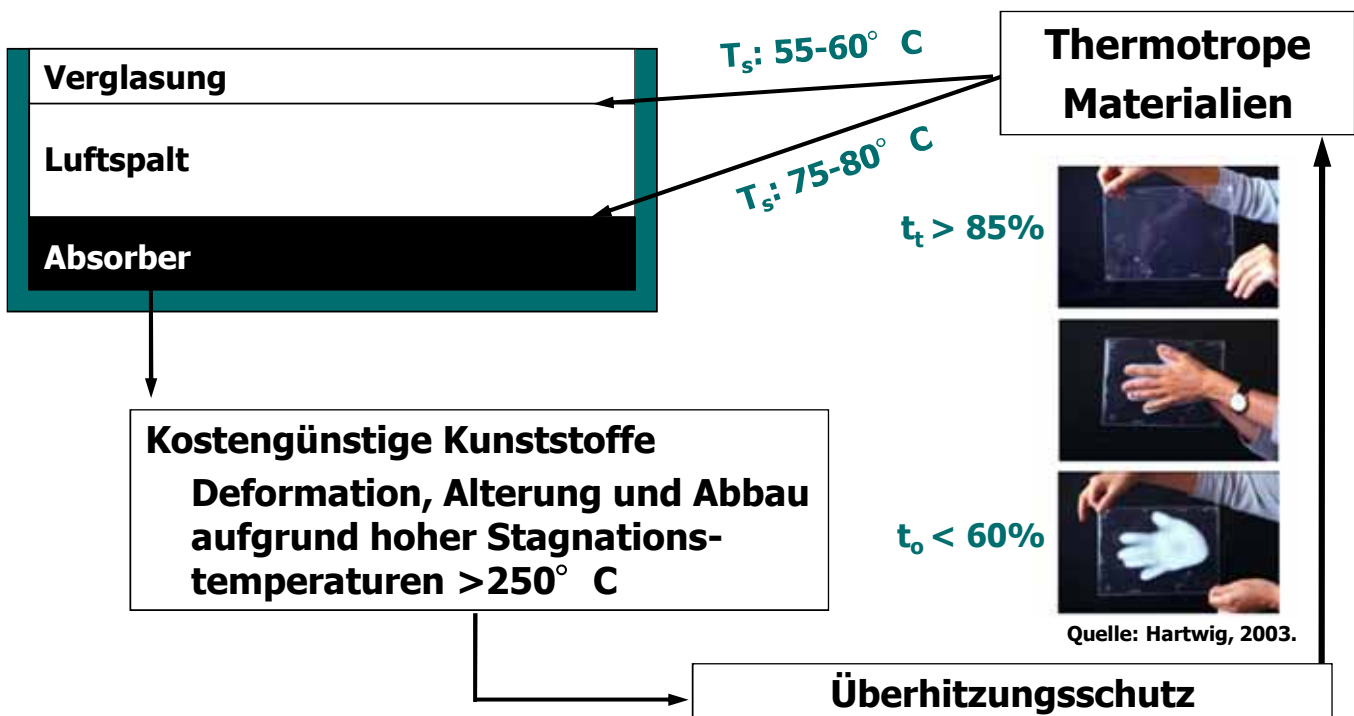 Verglasung
Luftspalt
Absorber
Tₛ: 55-60° C
Tₛ: 75-80° C
Thermotrope
Materialien
tₜ > 85%
tₒ < 60%
Quelle: Hartwig, 2003.
Kostengünstige Kunststoffe
Deformation, Alterung und Abbau
aufgrund hoher Stagnations-
temperaturen >250° C
Überhitzungsschutz